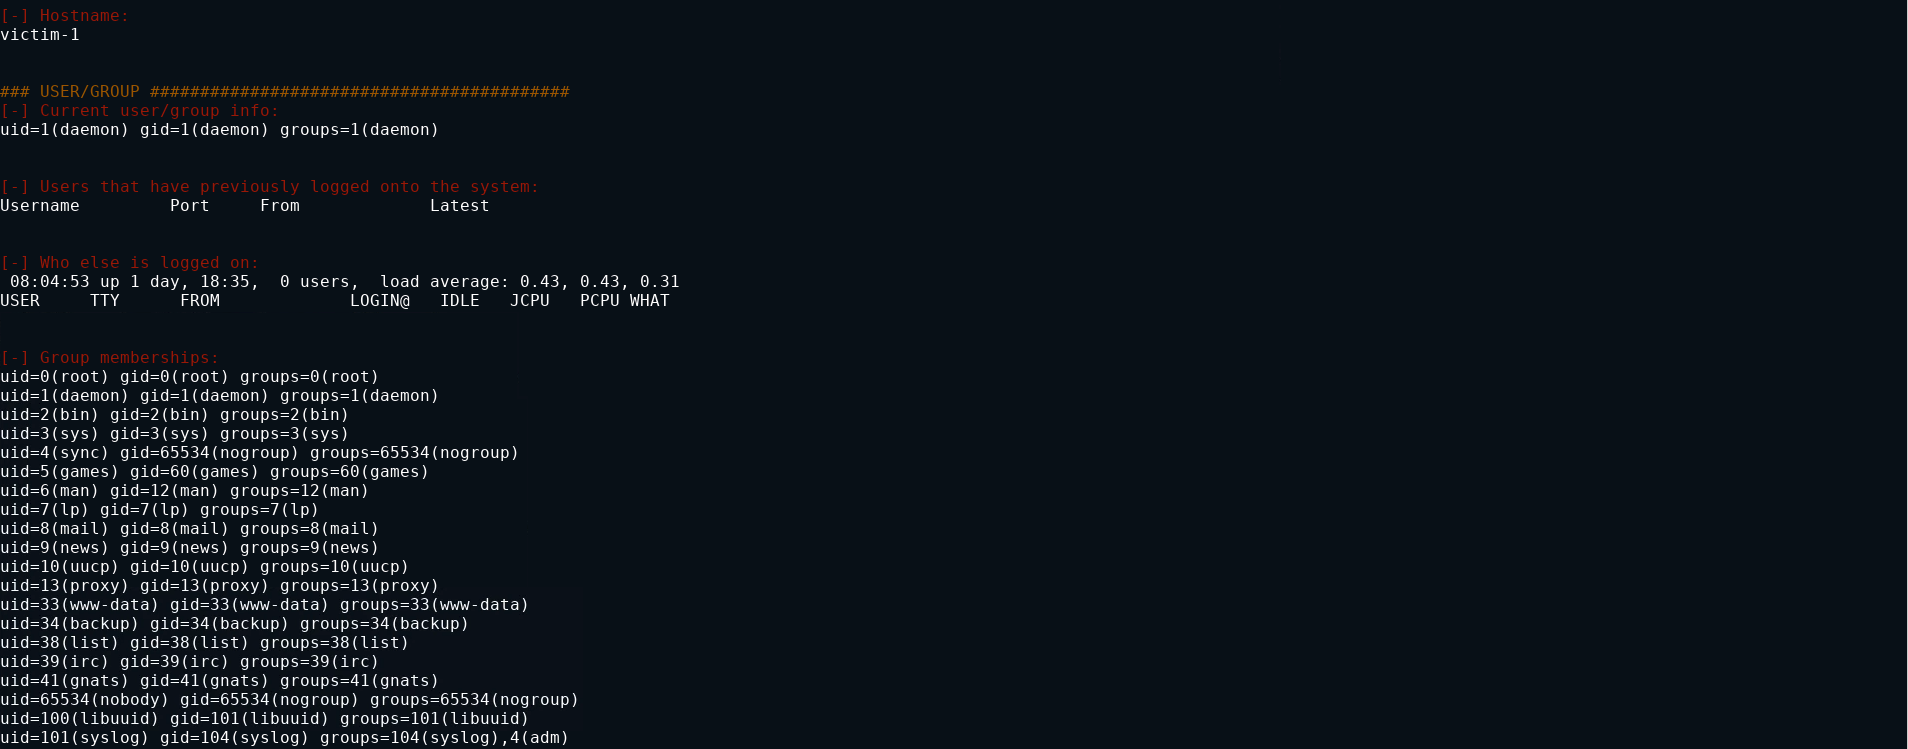 [-] Hostname:
victim-1
### USER/GROUP ##########################################
[-] Current user/group info:
uid=1(daemon) gid=1(daemon) groups=1(daemon)
[-] Users that have previously logged onto the system:
Username         Port     From             Latest
[-] Who else is logged on:
 08:04:53 up 1 day, 18:35,  0 users,  load average: 0.43, 0.43, 0.31
USER     TTY      FROM             LOGIN@   IDLE   JCPU   PCPU WHAT
[-] Group memberships:
uid=0(root) gid=0(root) groups=0(root)
uid=1(daemon) gid=1(daemon) groups=1(daemon)
uid=2(bin) gid=2(bin) groups=2(bin)
uid=3(sys) gid=3(sys) groups=3(sys)
uid=4(sync) gid=65534(nogroup) groups=65534(nogroup)
uid=5(games) gid=60(games) groups=60(games)
uid=6(man) gid=12(man) groups=12(man)
uid=7(lp) gid=7(lp) groups=7(lp)
uid=8(mail) gid=8(mail) groups=8(mail)
uid=9(news) gid=9(news) groups=9(news)
uid=10(uucp) gid=10(uucp) groups=10(uucp)
uid=13(proxy) gid=13(proxy) groups=13(proxy)
uid=33(www-data) gid=33(www-data) groups=33(www-data)
uid=34(backup) gid=34(backup) groups=34(backup)
uid=38(list) gid=38(list) groups=38(list)
uid=39(irc) gid=39(irc) groups=39(irc)
uid=41(gnats) gid=41(gnats) groups=41(gnats)
uid=65534(nobody) gid=65534(nogroup) groups=65534(nogroup)
uid=100(libuuid) gid=101(libuuid) groups=101(libuuid)
uid=101(syslog) gid=104(syslog) groups=104(syslog),4(adm)